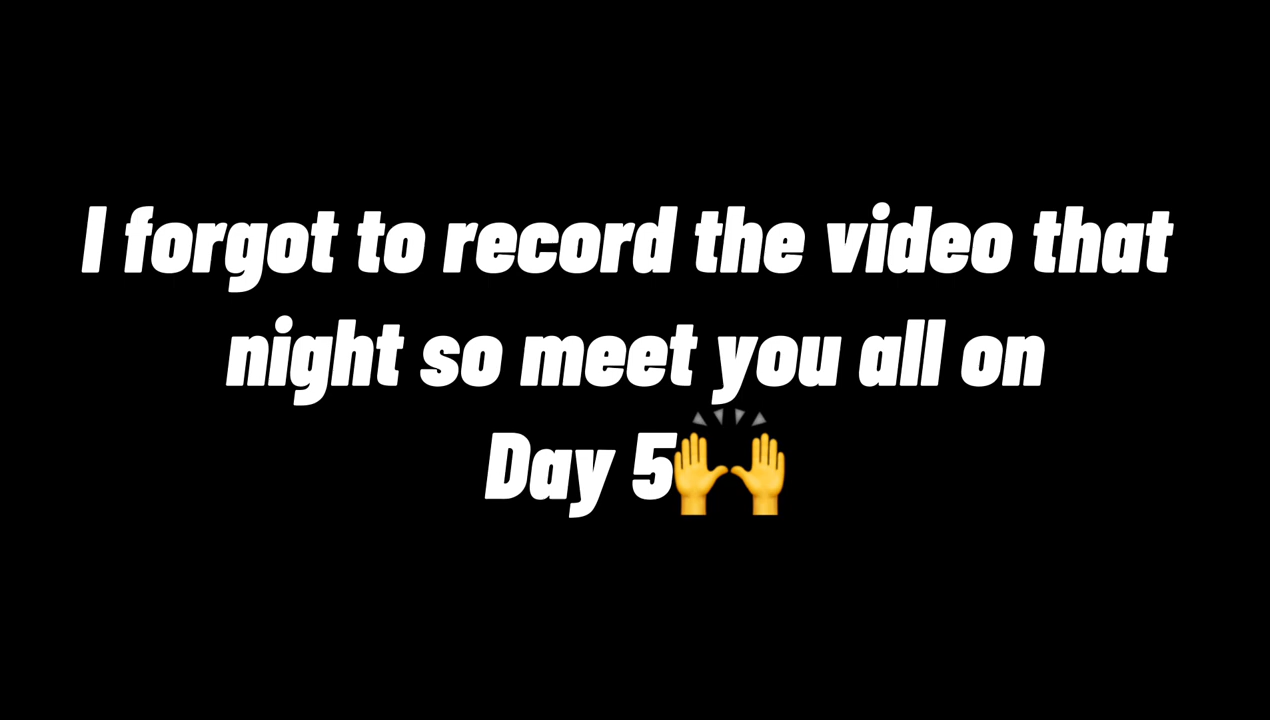 I forgot to record the video that
night so meet you all on
Day 5🙌